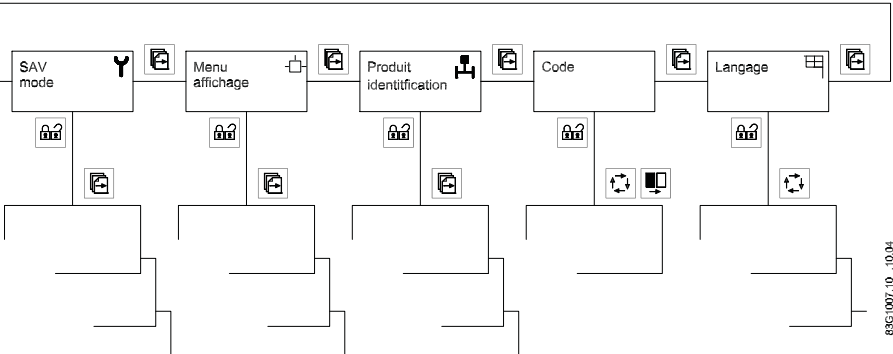 SAV
mode
Menu
affichage
Produit
identitfication
Code
Langage
83G1007.10 .10.04